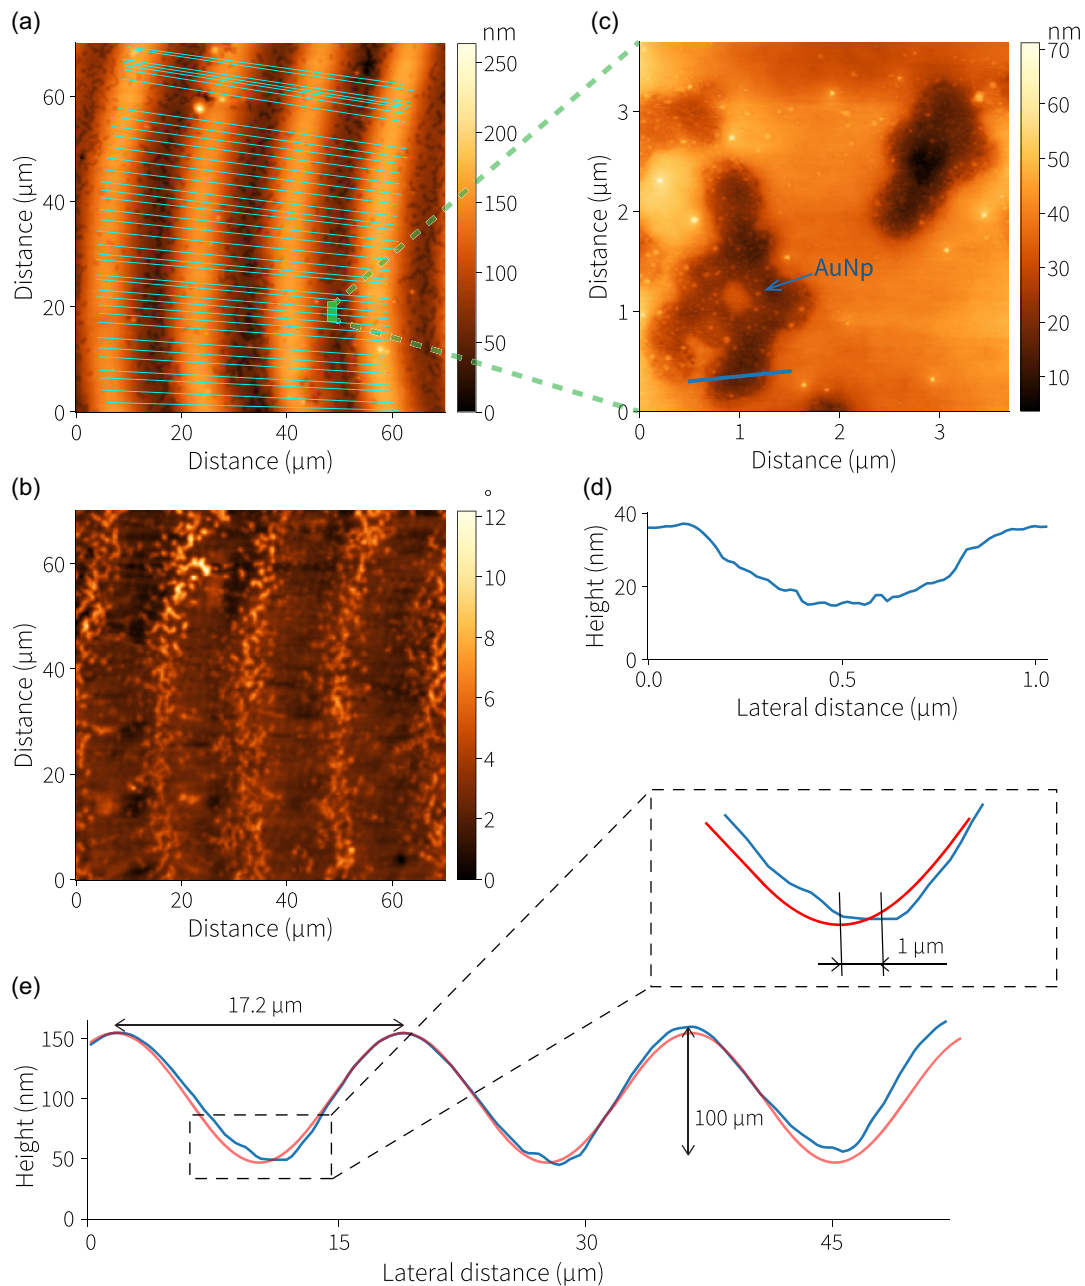 (a)
nm
250
200
150
100
50
0
60
40
20
0
Distance (µm)
0
20
40
60
Distance (µm)
(c)
nm
70
60
50
40
30
20
10
3
2
1
0
Distance (µm)
AuNp
0
1
2
3
Distance (µm)
(b)
°
12
10
8
6
4
2
0
60
40
20
0
Distance (µm)
0
20
40
60
Distance (µm)
(d)
40
20
0
Height (nm)
0.0
0.5
1.0
Lateral distance (µm)
1 µm
(e)
17.2 µm
150
100
50
0
Height (nm)
100 µm
0
15
30
45
Lateral distance (µm)